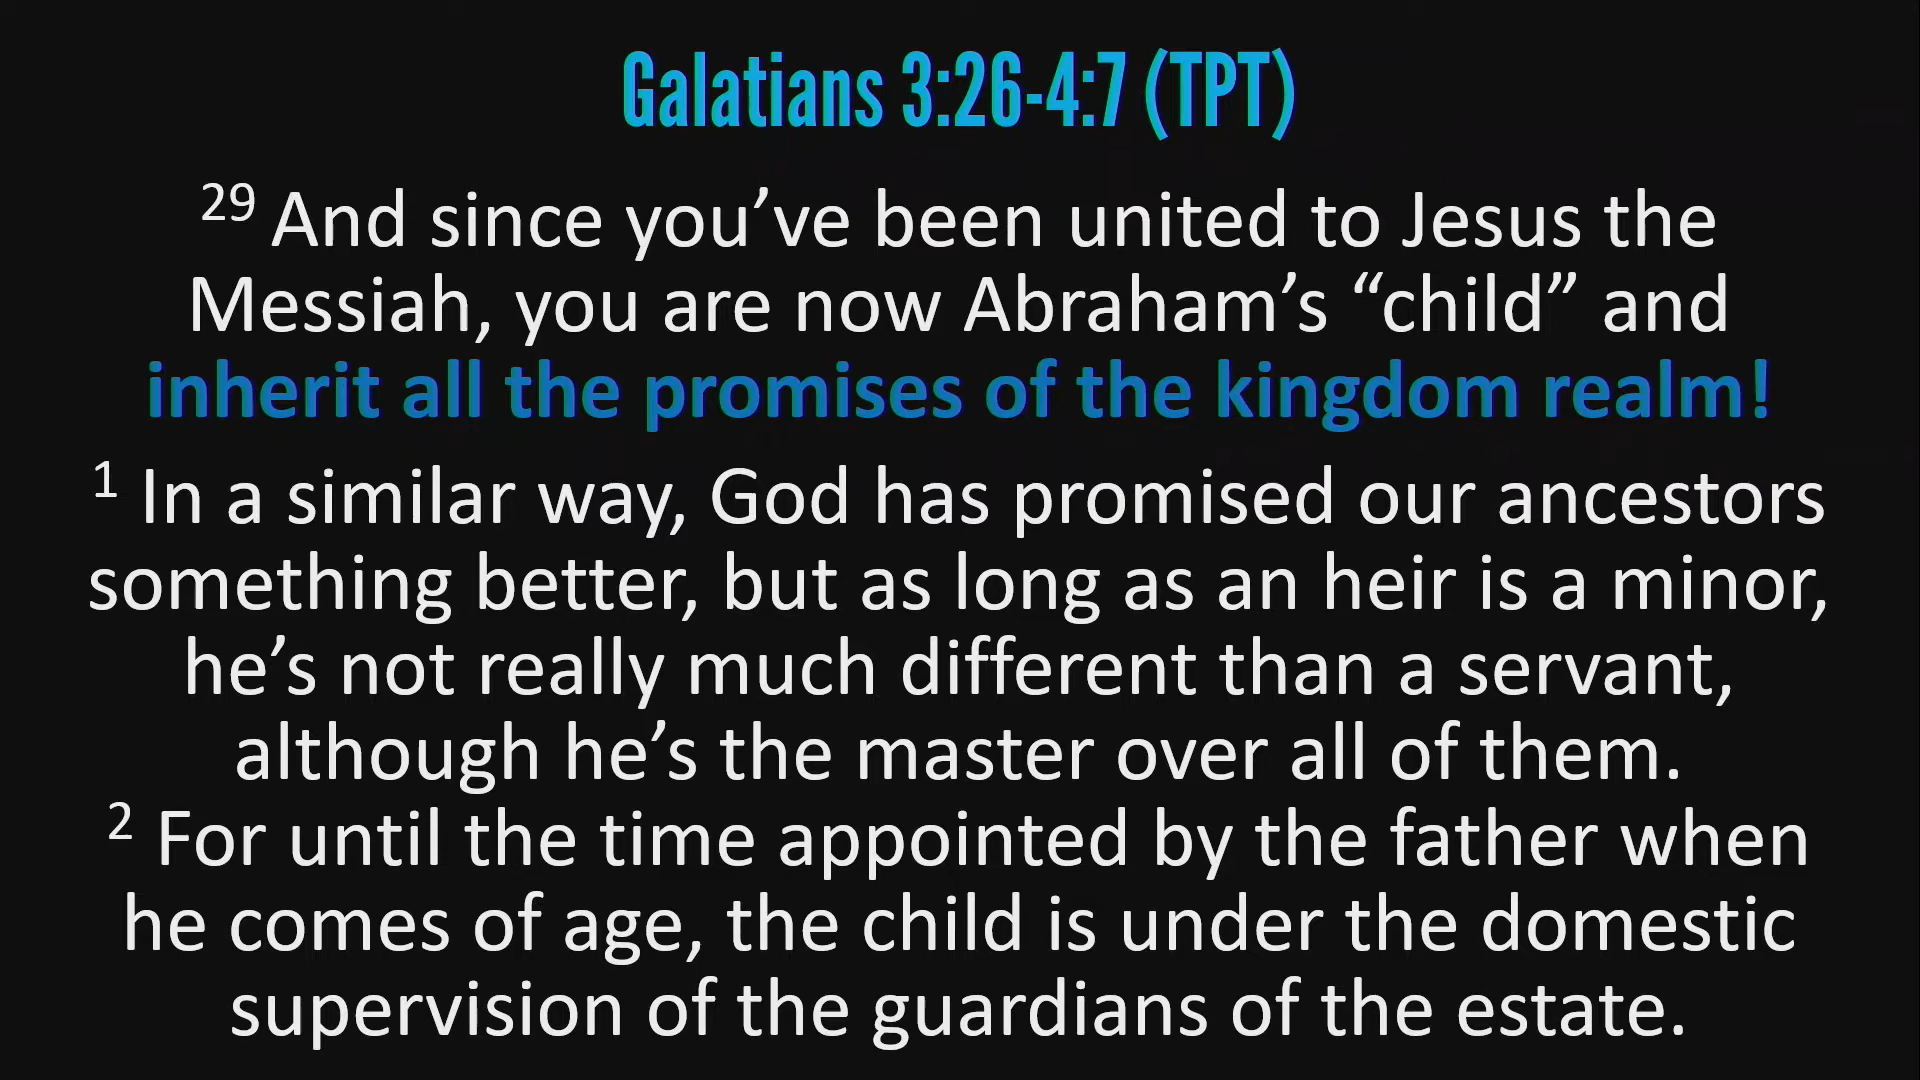 Galatians 3:26-4:7 (TPT)
29 And since you’ve been united to Jesus the
Messiah, you are now Abraham’s “child” and
inherit all the promises of the kingdom realm!
1 In a similar way, God has promised our ancestors
something better, but as long as an heir is a minor,
he’s not really much different than a servant,
although he’s the master over all of them.
2 For until the time appointed by the father when
he comes of age, the child is under the domestic
supervision of the guardians of the estate.